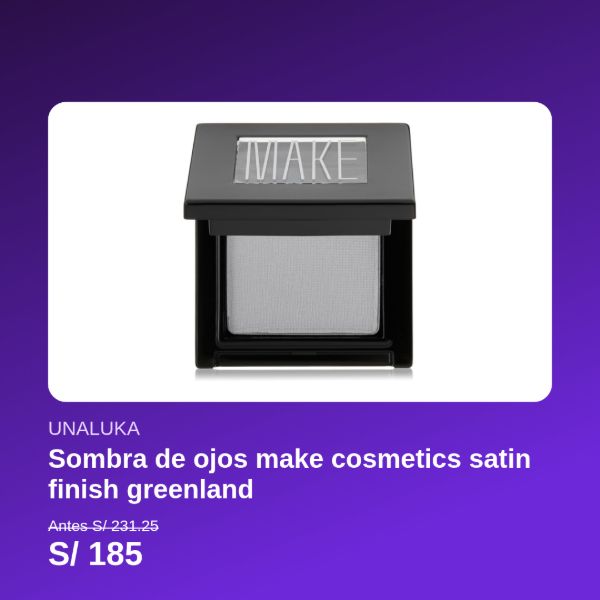 MAKE
UNALUKA
Sombra de ojos make cosmetics satin
finish greenland
Antes S/ 231.25
S/ 185